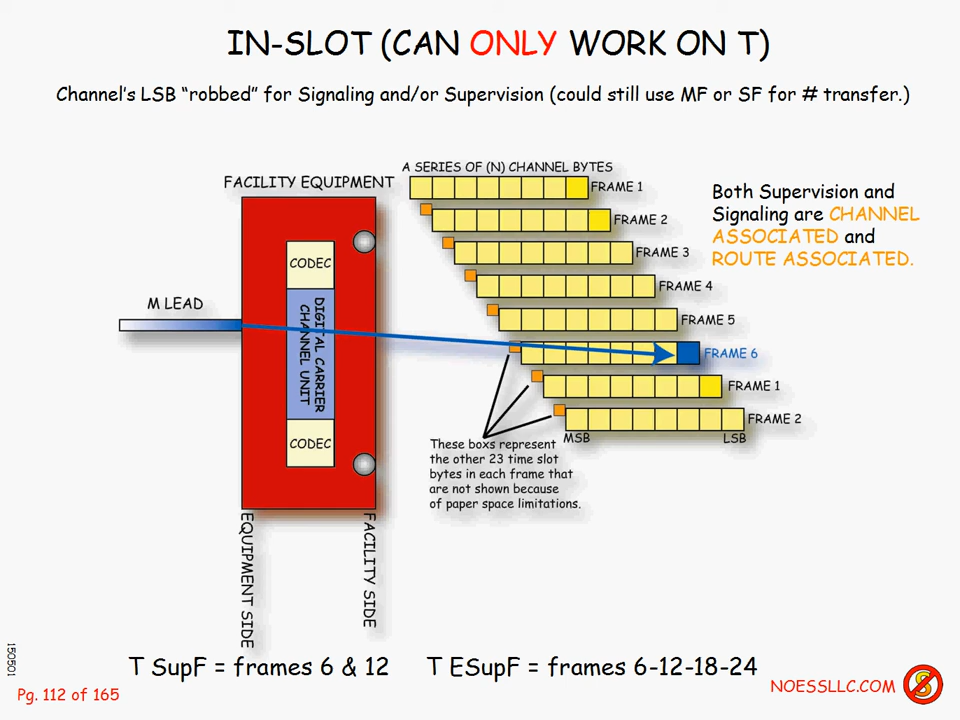 IN-SLOT (CAN ONLY WORK ON T)
Channel's LSB “robbed” for Signaling and/or Supervision (could still use MF or SF for # transfer.)
A SERIES OF (N) CHANNEL BYTES
FACILITY EQUIPMENT
FRAME 1
FRAME 2
FRAME 3
FRAME 4
FRAME 5
FRAME 6
FRAME 1
FRAME 2
MSB
LSB
Both Supervision and
Signaling are CHANNEL
ASSOCIATED and
ROUTE ASSOCIATED.
CODEC
M LEAD
DIGITAL CARRIER
CHANNEL UNIT
CODEC
These boxs represent
the other 23 time slot
bytes in each frame that
are not shown because
of paper space limitations.
EQUIPMENT SIDE
FACILITY SIDE
T SupF = frames 6 & 12
T ESupF = frames 6-12-18-24
150501
Pg. 112 of 165
NOESSLLC.COM
S